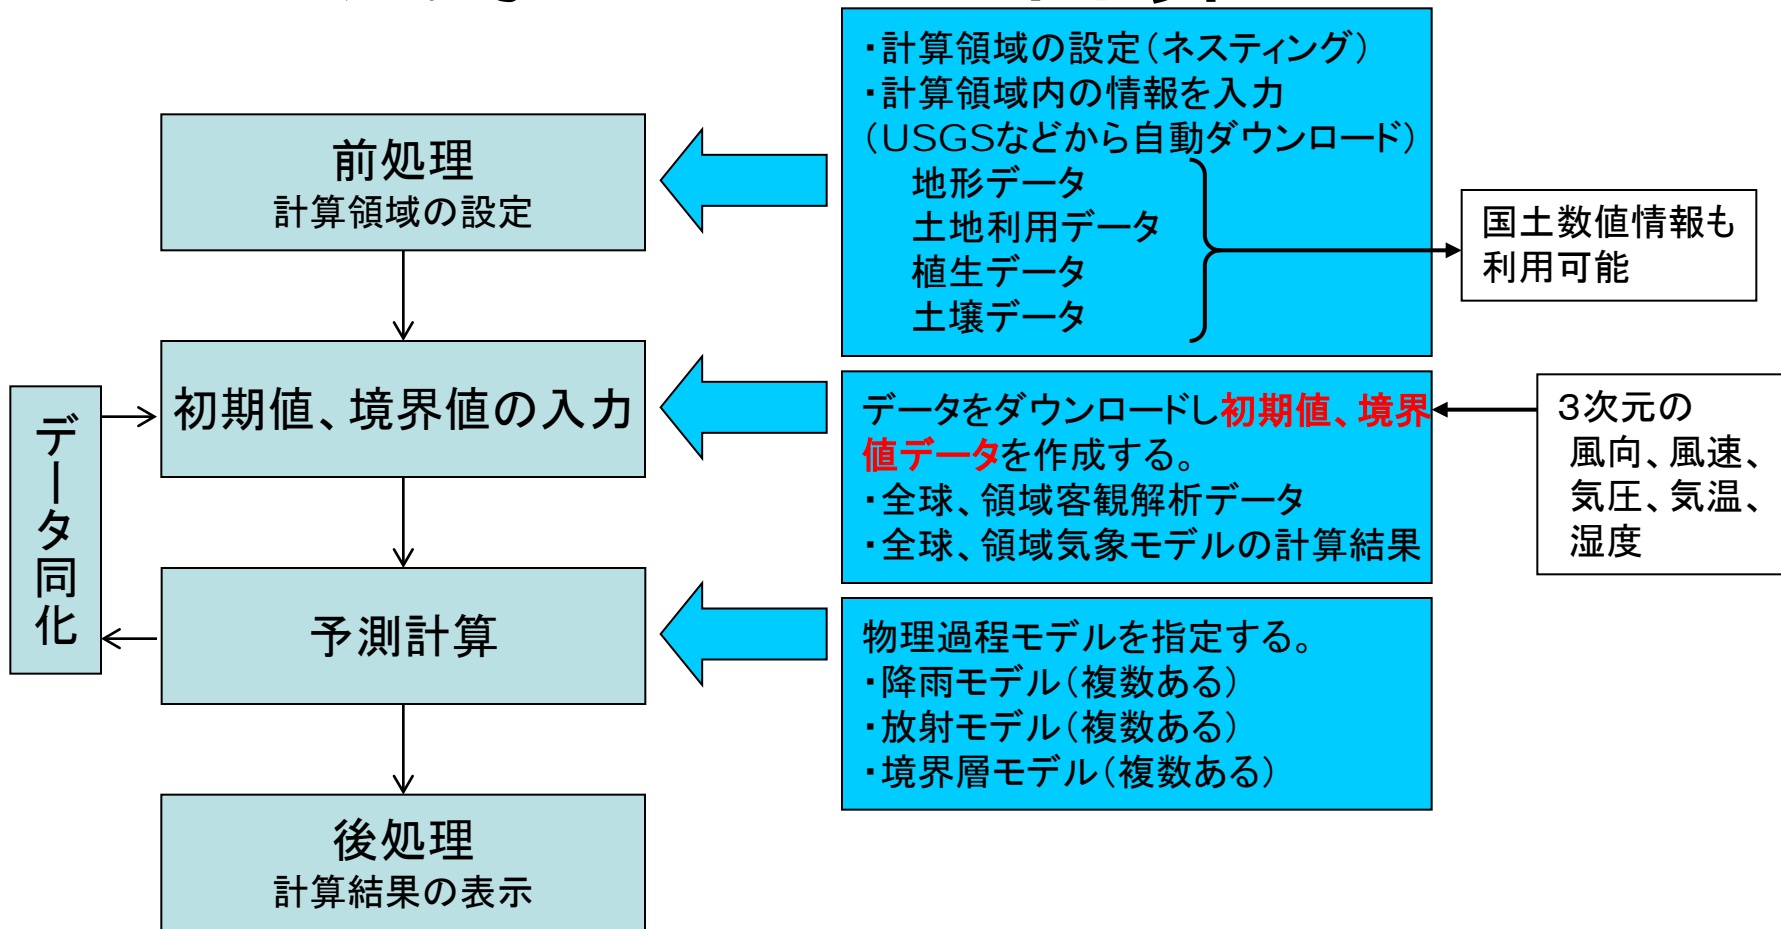 ・計算領域の設定(ネスティング)
・計算領域内の情報を入力
(USGSなどから自動ダウンロード)
地形データ
土地利用データ
植生データ
土壌データ
国土数値情報も
利用可能
前処理
計算領域の設定
初期値、境界値の入力
データをダウンロードし初期値、境界
値データを作成する。
・全球、領域客観解析データ
・全球、領域気象モデルの計算結果
3次元の
風向、風速、
気圧、気温、
湿度
データ同化
予測計算
物理過程モデルを指定する。
・降雨モデル(複数ある)
・放射モデル(複数ある)
・境界層モデル(複数ある)
後処理
計算結果の表示